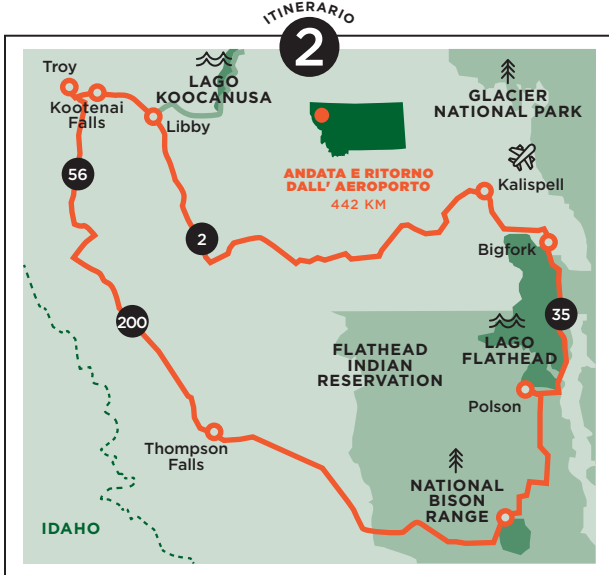 ITINERARIO
2
Troy
Kootenai
Falls
Libby
LAGO
KOOCANUSA
GLACIER
NATIONAL PARK
ANDATA E RITORNO
DALL' AEROPORTO
442 KM
Kalispell
56
2
Bigfork
35
200
LAGO
FLATHEAD
FLATHEAD
INDIAN
RESERVATION
Polson
Thompson
Falls
NATIONAL
BISON
RANGE
IDAHO